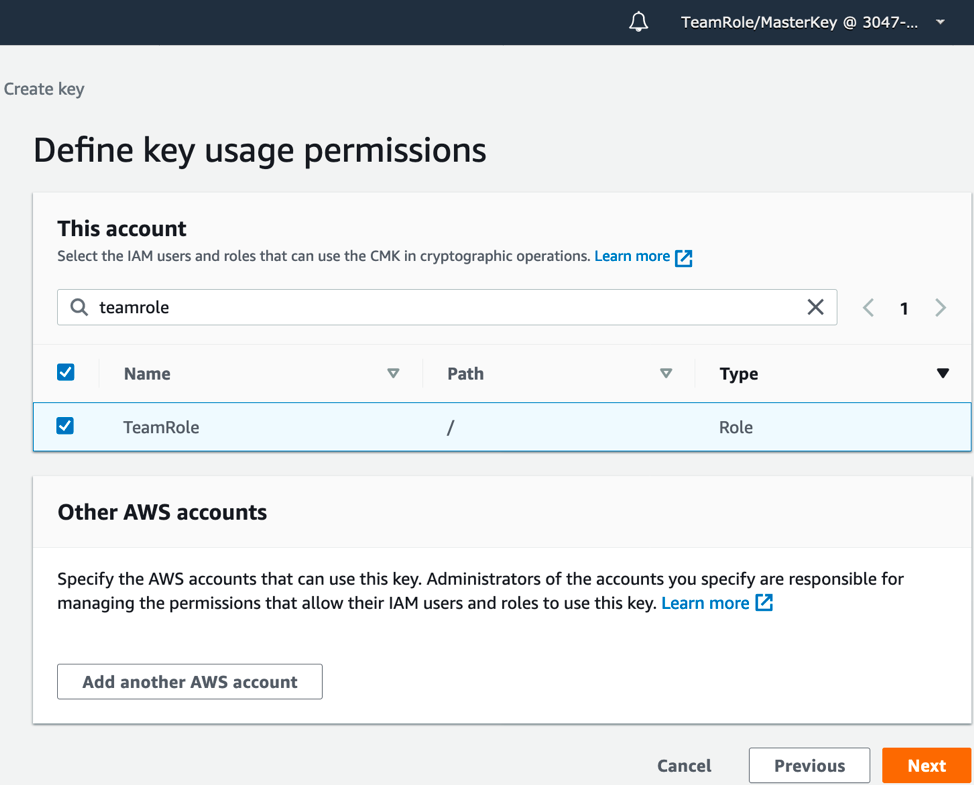 TeamRole/MasterKey @ 3047-...
Create key
Define key usage permissions
This account
Select the IAM users and roles that can use the CMK in cryptographic operations. Learn more
teamrole
1
Name Path Type
TeamRole / Role
Other AWS accounts
Specify the AWS accounts that can use this key. Administrators of the accounts you specify are responsible for
managing the permissions that allow their IAM users and roles to use this key. Learn more
Add another AWS account
Cancel Previous Next